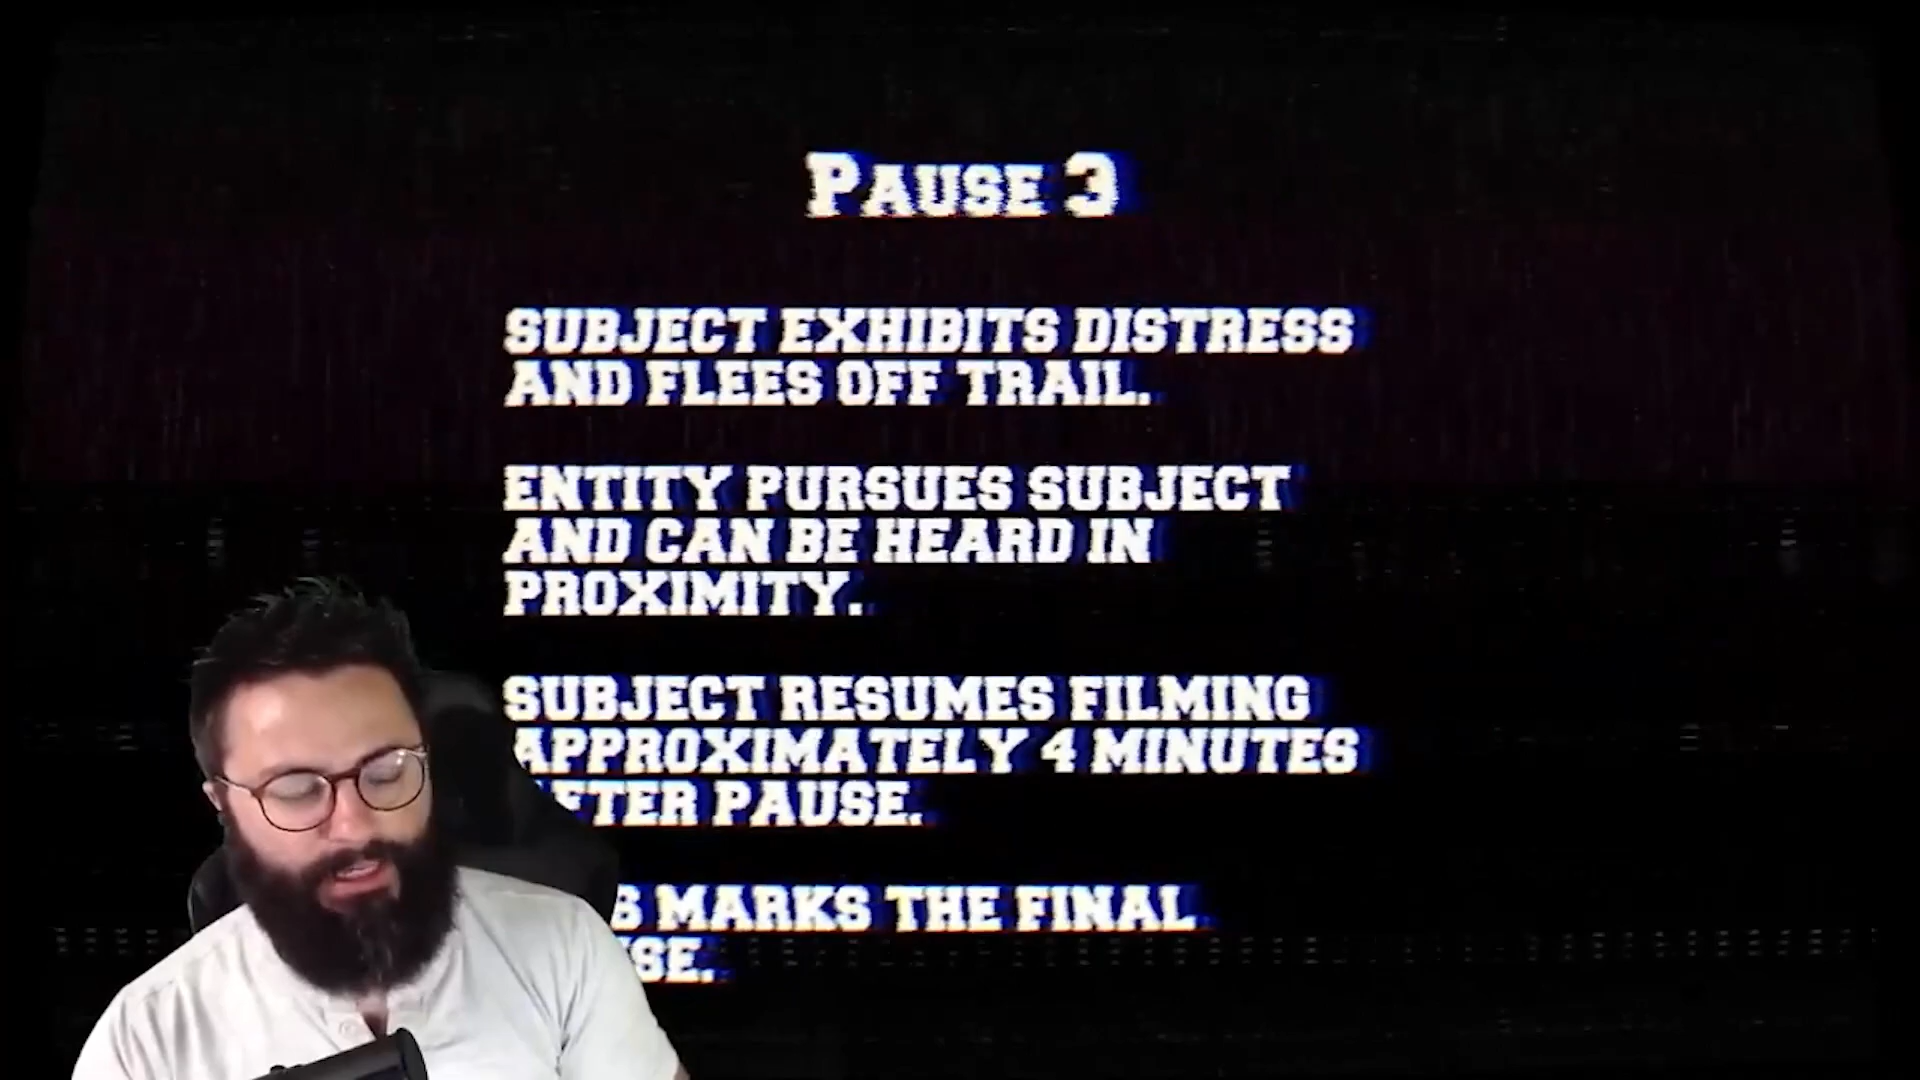 PAUSE 3
SUBJECT EXHIBITS DISTRESS
AND FLEES OFF TRAIL.
ENTITY PURSUES SUBJECT
AND CAN BE HEARD IN
PROXIMITY.
SUBJECT RESUMES FILMING
APPROXIMATELY 4 MINUTES
AFTER PAUSE.
MARKS THE FINAL